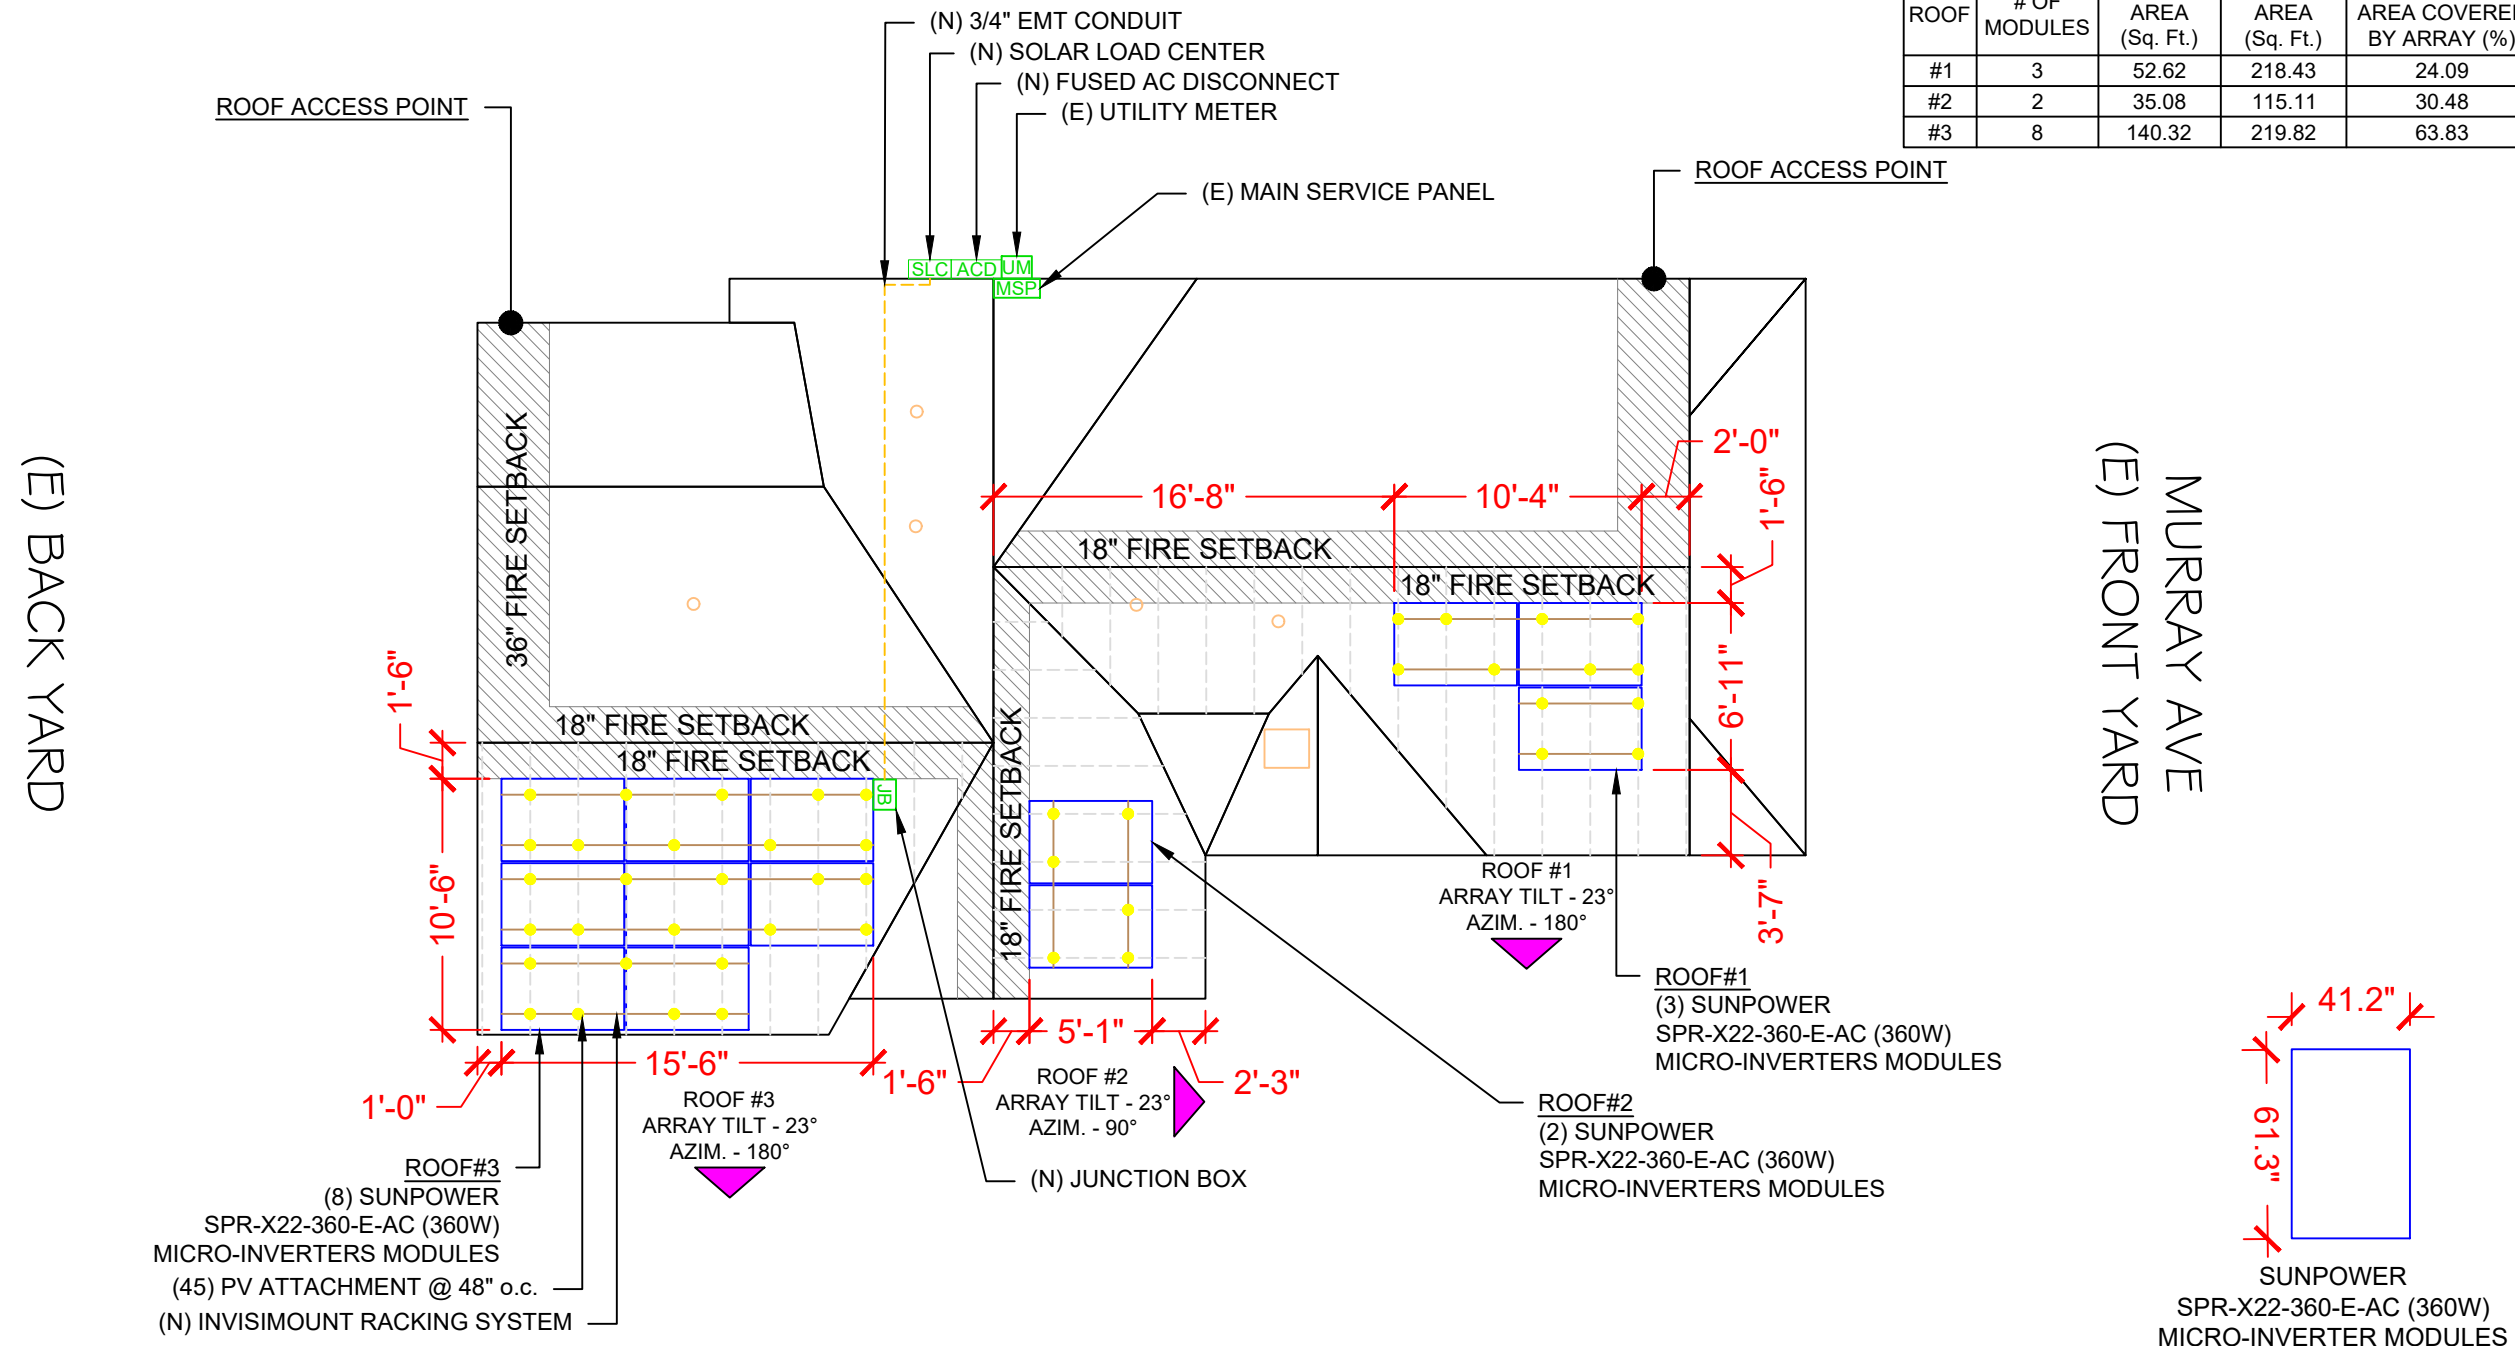 (N) 3/4" EMT CONDUIT
(N) SOLAR LOAD CENTER
(N) FUSED AC DISCONNECT
(E) UTILITY METER
(E) MAIN SERVICE PANEL
ROOF ACCESS POINT
ROOF ACCESS POINT
ROOF
# OF
MODULES
AREA
(Sq. Ft.)
AREA
(Sq. Ft.)
AREA COVERED
BY ARRAY (%)
#1 3 52.62 218.43 24.09
#2 2 35.08 115.11 30.48
#3 8 140.32 219.82 63.83
SLC ACD UM
MSP
(E) BACK YARD
36" FIRE SETBACK
18" FIRE SETBACK
18" FIRE SETBACK
18" FIRE SETBACK
18" FIRE SETBACK
18" FIRE SETBACK
16'-8"
10'-4"
2'-0"
1'-6"
6'-11"
3'-7"
MURRAY AVE
(E) FRONT YARD
1'-6"
10'-6"
JB
1'-0"
15'-6"
1'-6"
5'-1"
2'-3"
ROOF #1
ARRAY TILT - 23°
AZIM. - 180°
ROOF #2
ARRAY TILT - 23°
AZIM. - 90°
ROOF #3
ARRAY TILT - 23°
AZIM. - 180°
ROOF#1
(3) SUNPOWER
SPR-X22-360-E-AC (360W)
MICRO-INVERTERS MODULES
ROOF#2
(2) SUNPOWER
SPR-X22-360-E-AC (360W)
MICRO-INVERTERS MODULES
(N) JUNCTION BOX
ROOF#3
(8) SUNPOWER
SPR-X22-360-E-AC (360W)
MICRO-INVERTERS MODULES
(45) PV ATTACHMENT @ 48" o.c.
(N) INVISIMOUNT RACKING SYSTEM
41.2"
61.3"
SUNPOWER
SPR-X22-360-E-AC (360W)
MICRO-INVERTER MODULES